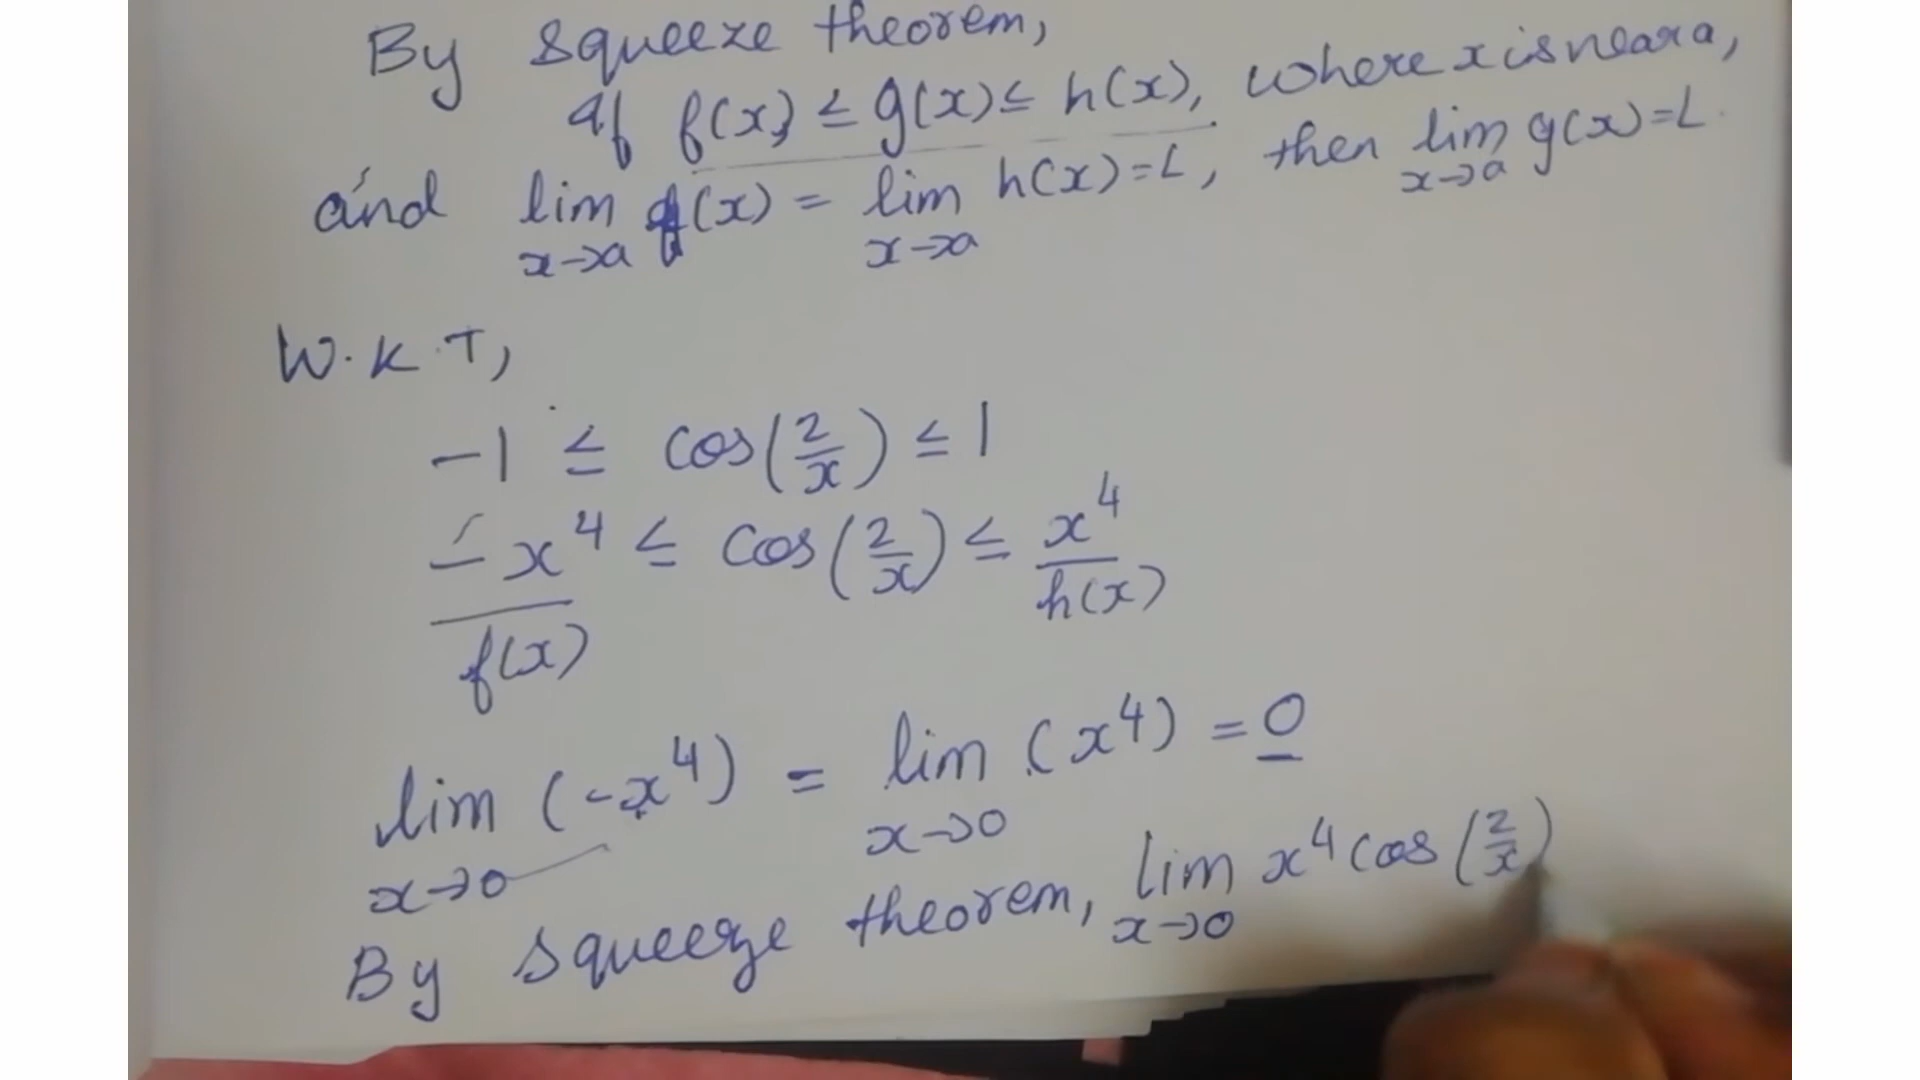 By squeeze theorem,
If f(x) ≤ g(x) ≤ h(x), where x is near a,
and lim x→a f(x) = lim x→a h(x) = L, then lim x→a g(x) = L.
W.K.T,
-1 ≤ cos(2/x) ≤ 1
-x⁴ ≤ cos(2/x) ≤ x⁴
f(x) h(x)
lim x→0 (-x⁴) = lim x→0 (x⁴) = 0
By squeeze theorem, lim x→0 x⁴ cos(2/x)